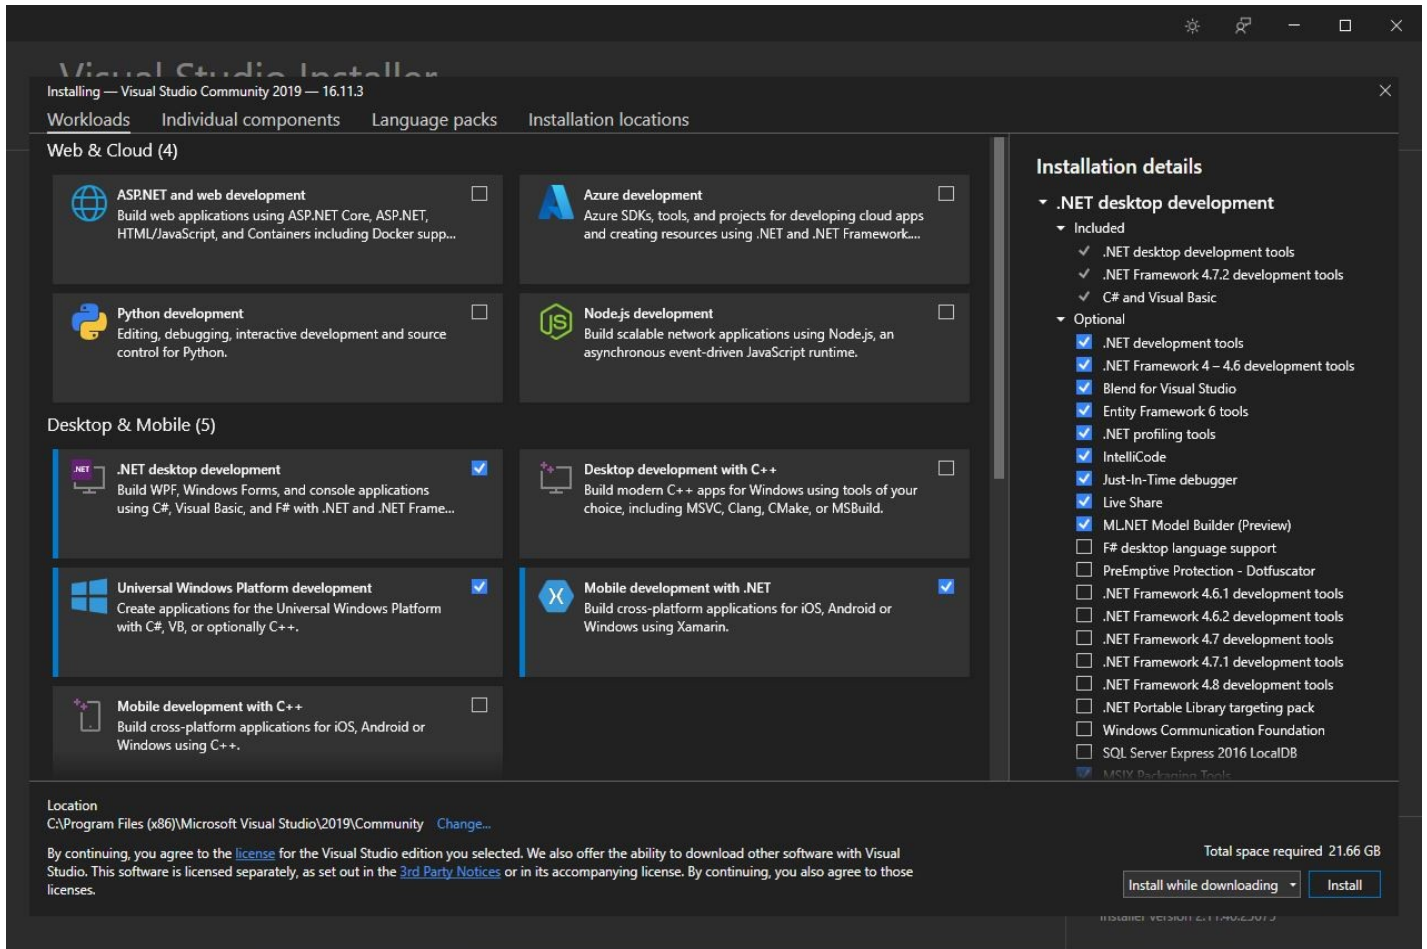 Visual Studio Installer
Installing — Visual Studio Community 2019 — 16.11.3
Workloads Individual components Language packs Installation locations
Web & Cloud (4)
ASP.NET and web development
Build web applications using ASP.NET Core, ASP.NET,
HTML/JavaScript, and Containers including Docker supp...
Azure development
Azure SDKs, tools, and projects for developing cloud apps
and creating resources using .NET and .NET Framework....
Python development
Editing, debugging, interactive development and source
control for Python.
Node.js development
Build scalable network applications using Node.js, an
asynchronous event-driven JavaScript runtime.
Desktop & Mobile (5)
.NET
.NET desktop development
Build WPF, Windows Forms, and console applications
using C#, Visual Basic, and F# with .NET and .NET Frame...
Desktop development with C++
Build modern C++ apps for Windows using tools of your
choice, including MSVC, Clang, CMake, or MSBuild.
Universal Windows Platform development
Create applications for the Universal Windows Platform
with C#, VB, or optionally C++.
Mobile development with .NET
Build cross-platform applications for iOS, Android or
Windows using Xamarin.
Mobile development with C++
Build cross-platform applications for iOS, Android or
Windows using C++.
Installation details
.NET desktop development
Included
.NET desktop development tools
.NET Framework 4.7.2 development tools
C# and Visual Basic
Optional
.NET development tools
.NET Framework 4 – 4.6 development tools
Blend for Visual Studio
Entity Framework 6 tools
.NET profiling tools
IntelliCode
Just-In-Time debugger
Live Share
ML.NET Model Builder (Preview)
F# desktop language support
PreEmptive Protection - Dotfuscator
.NET Framework 4.6.1 development tools
.NET Framework 4.6.2 development tools
.NET Framework 4.7 development tools
.NET Framework 4.7.1 development tools
.NET Framework 4.8 development tools
.NET Portable Library targeting pack
Windows Communication Foundation
SQL Server Express 2016 LocalDB
MSIX Packaging Tools
Location
C:\Program Files (x86)\Microsoft Visual Studio\2019\Community Change...
By continuing, you agree to the license for the Visual Studio edition you selected. We also offer the ability to download other software with Visual
Studio. This software is licensed separately, as set out in the 3rd Party Notices or in its accompanying license. By continuing, you also agree to those
licenses.
Total space required 21.66 GB
Install while downloading Install
Installer version